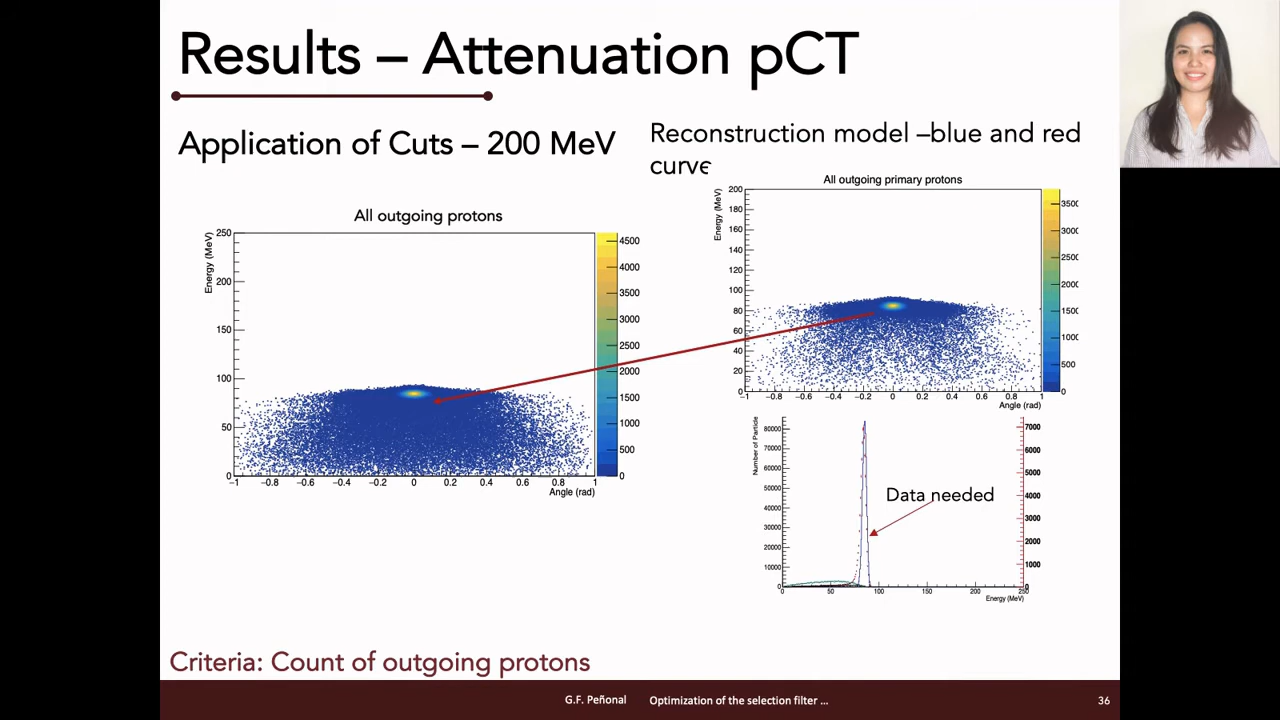 Results – Attenuation pCT
Application of Cuts – 200 MeV
Reconstruction model –blue and red
curve
All outgoing protons
Energy (MeV)
250
200
150
100
50
0
−1 −0.8 −0.6 −0.4 −0.2 0 0.2 0.4 0.6 0.8 1
Angle (rad)
4500
4000
3500
3000
2500
2000
1500
1000
500
0
All outgoing primary protons
Energy (MeV)
200
180
160
140
120
100
80
60
40
20
0
−1 −0.8 −0.6 −0.4 −0.2 0 0.2 0.4 0.6 0.8 1
Angle (rad)
350
300
250
200
150
100
500
0
Number of Particle
80000
70000
60000
50000
40000
30000
20000
10000
0
0 50 100 150 200 250
Energy (MeV)
7000
6000
5000
4000
3000
2000
1000
0
Data needed
Criteria: Count of outgoing protons
G.F. Peñonal Optimization of the selection filter ... 36